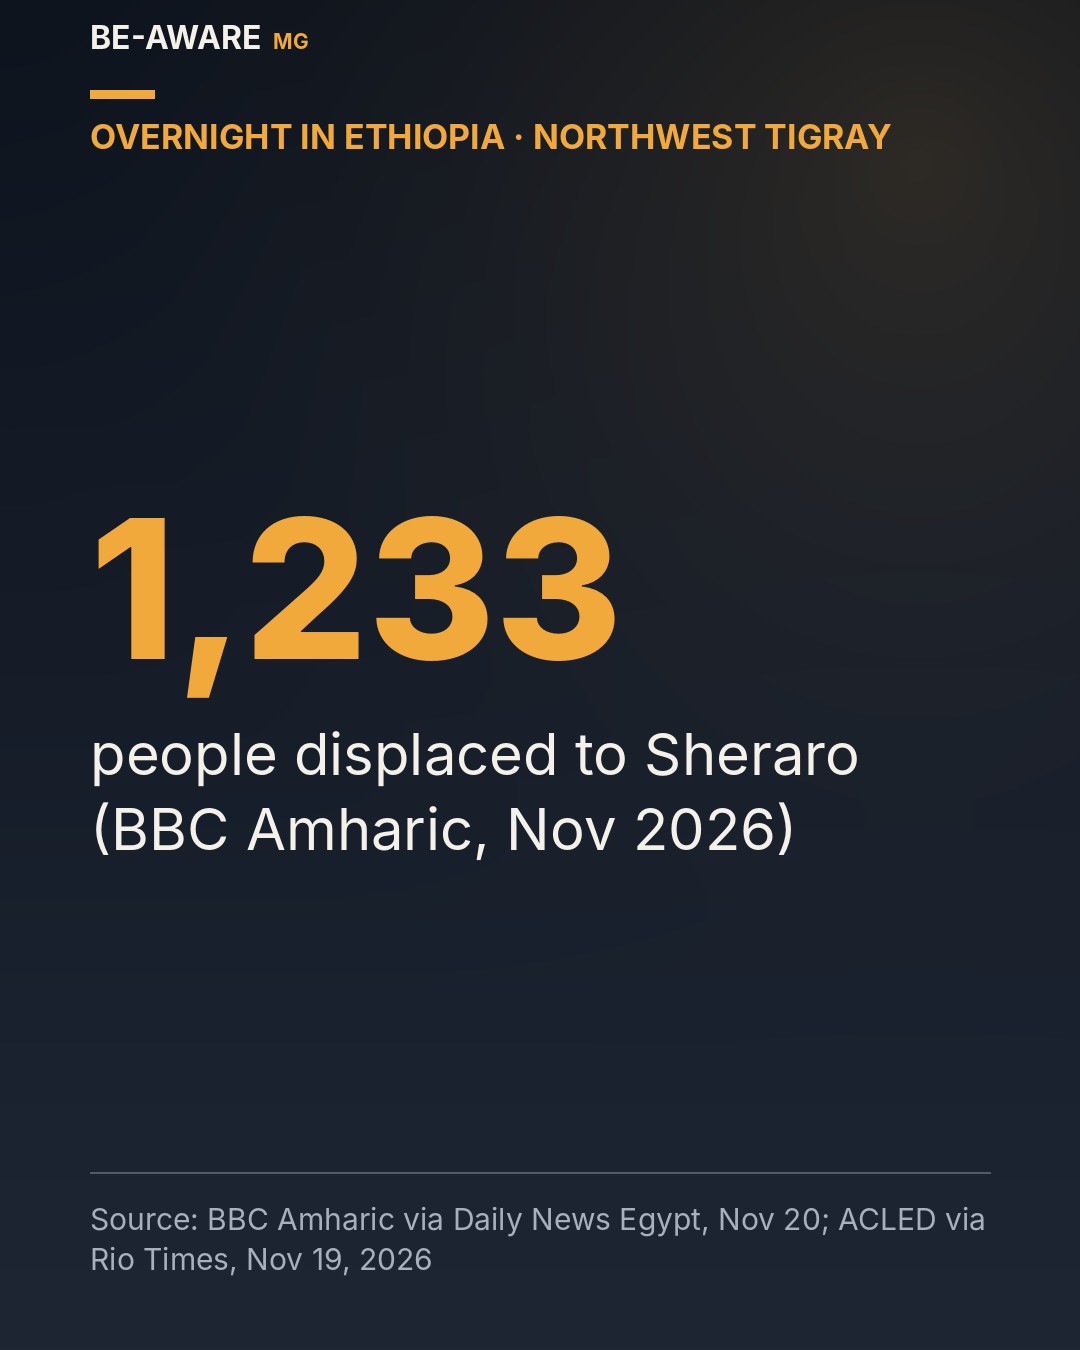 BE-AWARE MG
OVERNIGHT IN ETHIOPIA · NORTHWEST TIGRAY
1,233
people displaced to Sheraro
(BBC Amharic, Nov 2026)
Source: BBC Amharic via Daily News Egypt, Nov 20; ACLED via
Rio Times, Nov 19, 2026